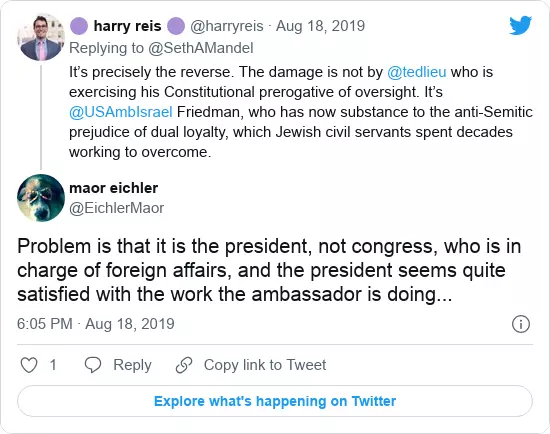 harry reis @harryreis · Aug 18, 2019
Replying to @SethAMandel
It’s precisely the reverse. The damage is not by @tedlieu who is
exercising his Constitutional prerogative of oversight. It’s
@USAmbIsrael Friedman, who has now substance to the anti-Semitic
prejudice of dual loyalty, which Jewish civil servants spent decades
working to overcome.
maor eichler
@EichlerMaor
Problem is that it is the president, not congress, who is in
charge of foreign affairs, and the president seems quite
satisfied with the work the ambassador is doing...
6:05 PM · Aug 18, 2019
1 Reply Copy link to Tweet
Explore what's happening on Twitter